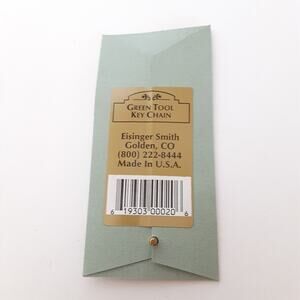 GREEN TOOL
KEY CHAIN
Eisinger Smith
Golden, CO
(800) 222-8444
Made In U.S.A.
6 19303 00020 6